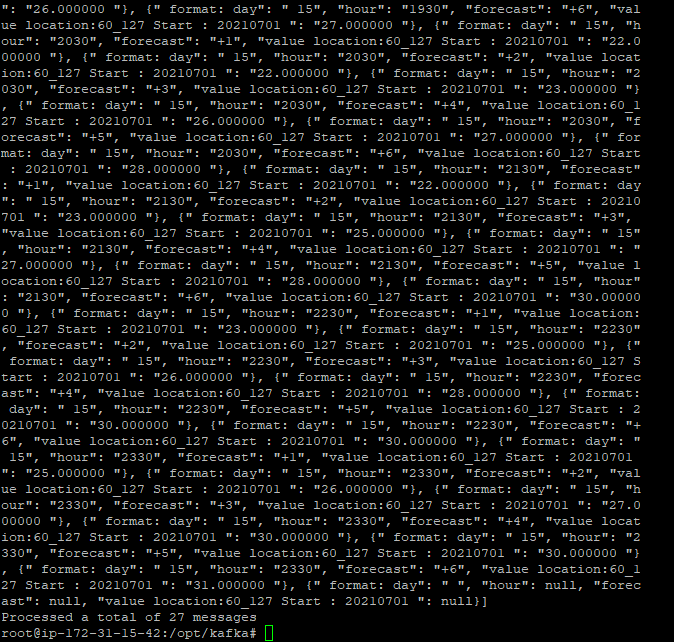 ": "26.000000 "}, {" format: day": " 15", "hour": "1930", "forecast": "+6", "val
ue location:60_127 Start : 20210701 ": "27.000000 "}, {" format: day": " 15", "h
our": "2030", "forecast": "+1", "value location:60_127 Start : 20210701 ": "22.0
00000 "}, {" format: day": " 15", "hour": "2030", "forecast": "+2", "value locat
ion:60_127 Start : 20210701 ": "22.000000 "}, {" format: day": " 15", "hour": "2
030", "forecast": "+3", "value location:60_127 Start : 20210701 ": "23.000000 "}
, {" format: day": " 15", "hour": "2030", "forecast": "+4", "value location:60_1
27 Start : 20210701 ": "26.000000 "}, {" format: day": " 15", "hour": "2030", "f
orecast": "+5", "value location:60_127 Start : 20210701 ": "27.000000 "}, {" for
mat: day": " 15", "hour": "2030", "forecast": "+6", "value location:60_127 Start
 : 20210701 ": "28.000000 "}, {" format: day": " 15", "hour": "2130", "forecast"
: "+1", "value location:60_127 Start : 20210701 ": "22.000000 "}, {" format: day
": " 15", "hour": "2130", "forecast": "+2", "value location:60_127 Start : 20210
701 ": "23.000000 "}, {" format: day": " 15", "hour": "2130", "forecast": "+3",
"value location:60_127 Start : 20210701 ": "25.000000 "}, {" format: day": " 15"
, "hour": "2130", "forecast": "+4", "value location:60_127 Start : 20210701 ": "
27.000000 "}, {" format: day": " 15", "hour": "2130", "forecast": "+5", "value l
ocation:60_127 Start : 20210701 ": "28.000000 "}, {" format: day": " 15", "hour"
: "2130", "forecast": "+6", "value location:60_127 Start : 20210701 ": "30.00000
0 "}, {" format: day": " 15", "hour": "2230", "forecast": "+1", "value location:
60_127 Start : 20210701 ": "23.000000 "}, {" format: day": " 15", "hour": "2230"
, "forecast": "+2", "value location:60_127 Start : 20210701 ": "25.000000 "}, {"
 format: day": " 15", "hour": "2230", "forecast": "+3", "value location:60_127 S
tart : 20210701 ": "26.000000 "}, {" format: day": " 15", "hour": "2230", "forec
ast": "+4", "value location:60_127 Start : 20210701 ": "28.000000 "}, {" format:
 day": " 15", "hour": "2230", "forecast": "+5", "value location:60_127 Start : 2
0210701 ": "30.000000 "}, {" format: day": " 15", "hour": "2230", "forecast": "+
6", "value location:60_127 Start : 20210701 ": "30.000000 "}, {" format: day": "
 15", "hour": "2330", "forecast": "+1", "value location:60_127 Start : 20210701
": "25.000000 "}, {" format: day": " 15", "hour": "2330", "forecast": "+2", "val
ue location:60_127 Start : 20210701 ": "26.000000 "}, {" format: day": " 15", "h
our": "2330", "forecast": "+3", "value location:60_127 Start : 20210701 ": "27.0
00000 "}, {" format: day": " 15", "hour": "2330", "forecast": "+4", "value locat
ion:60_127 Start : 20210701 ": "30.000000 "}, {" format: day": " 15", "hour": "2
330", "forecast": "+5", "value location:60_127 Start : 20210701 ": "30.000000 "}
, {" format: day": " 15", "hour": "2330", "forecast": "+6", "value location:60_1
27 Start : 20210701 ": "31.000000 "}, {" format: day": " ", "hour": null, "forec
ast": null, "value location:60_127 Start : 20210701 ": null}]
Processed a total of 27 messages
root@ip-172-31-15-42:/opt/kafka#